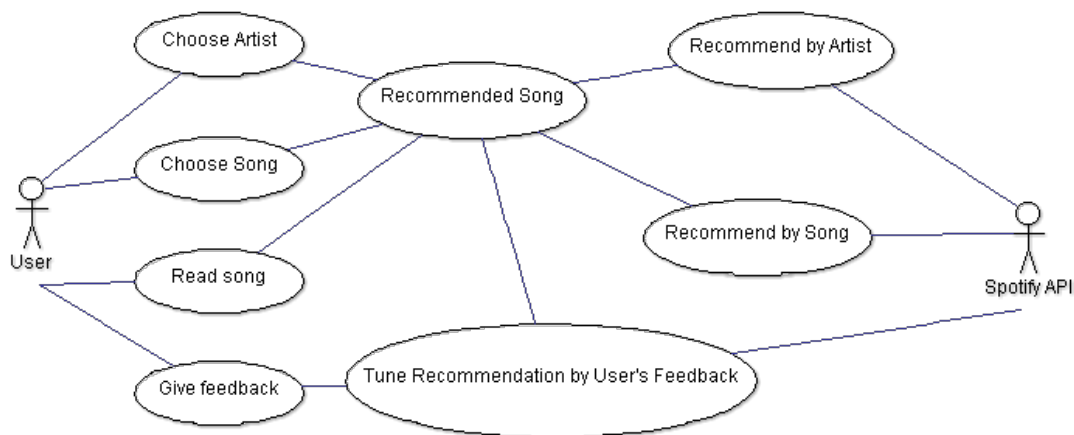 Choose Artist
Recommend by Artist
Recommended Song
Choose Song
Recommend by Song
User
Read song
Spotify API
Give feedback
Tune Recommendation by User's Feedback